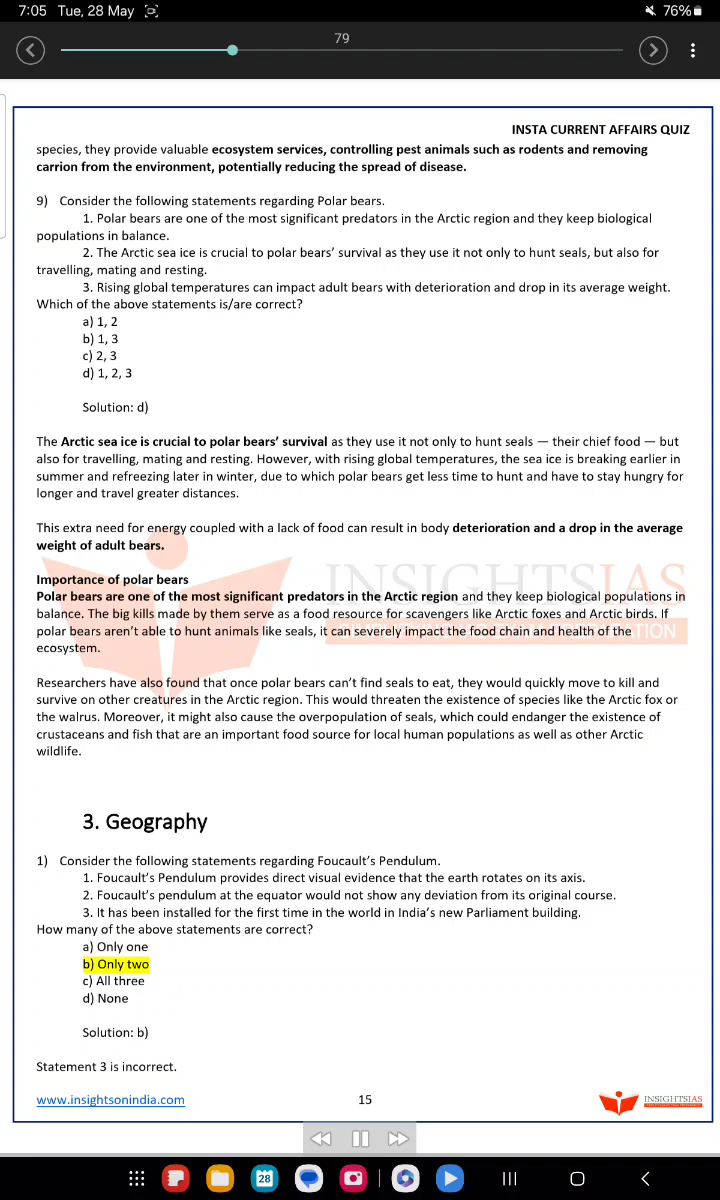 7:05 Tue, 28 May
76%
79
INSTA CURRENT AFFAIRS QUIZ
species, they provide valuable ecosystem services, controlling pest animals such as rodents and removing
carrion from the environment, potentially reducing the spread of disease.
9) Consider the following statements regarding Polar bears.
1. Polar bears are one of the most significant predators in the Arctic region and they keep biological
populations in balance.
2. The Arctic sea ice is crucial to polar bears’ survival as they use it not only to hunt seals, but also for
travelling, mating and resting.
3. Rising global temperatures can impact adult bears with deterioration and drop in its average weight.
Which of the above statements is/are correct?
a) 1, 2
b) 1, 3
c) 2, 3
d) 1, 2, 3
Solution: d)
The Arctic sea ice is crucial to polar bears’ survival as they use it not only to hunt seals — their chief food — but
also for travelling, mating and resting. However, with rising global temperatures, the sea ice is breaking earlier in
summer and refreezing later in winter, due to which polar bears get less time to hunt and have to stay hungry for
longer and travel greater distances.
This extra need for energy coupled with a lack of food can result in body deterioration and a drop in the average
weight of adult bears.
INSIGHTSIAS
Importance of polar bears
Polar bears are one of the most significant predators in the Arctic region and they keep biological populations in
balance. The big kills made by them serve as a food resource for scavengers like Arctic foxes and Arctic birds. If
polar bears aren’t able to hunt animals like seals, it can severely impact the food chain and health of the
ecosystem.
Researchers have also found that once polar bears can’t find seals to eat, they would quickly move to kill and
survive on other creatures in the Arctic region. This would threaten the existence of species like the Arctic fox or
the walrus. Moreover, it might also cause the overpopulation of seals, which could endanger the existence of
crustaceans and fish that are an important food source for local human populations as well as other Arctic
wildlife.
3. Geography
1) Consider the following statements regarding Foucault’s Pendulum.
1. Foucault’s Pendulum provides direct visual evidence that the earth rotates on its axis.
2. Foucault’s pendulum at the equator would not show any deviation from its original course.
3. It has been installed for the first time in the world in India’s new Parliament building.
How many of the above statements are correct?
a) Only one
b) Only two
c) All three
d) None
Solution: b)
Statement 3 is incorrect.
www.insightsonindia.com
15
INSIGHTSIAS
28